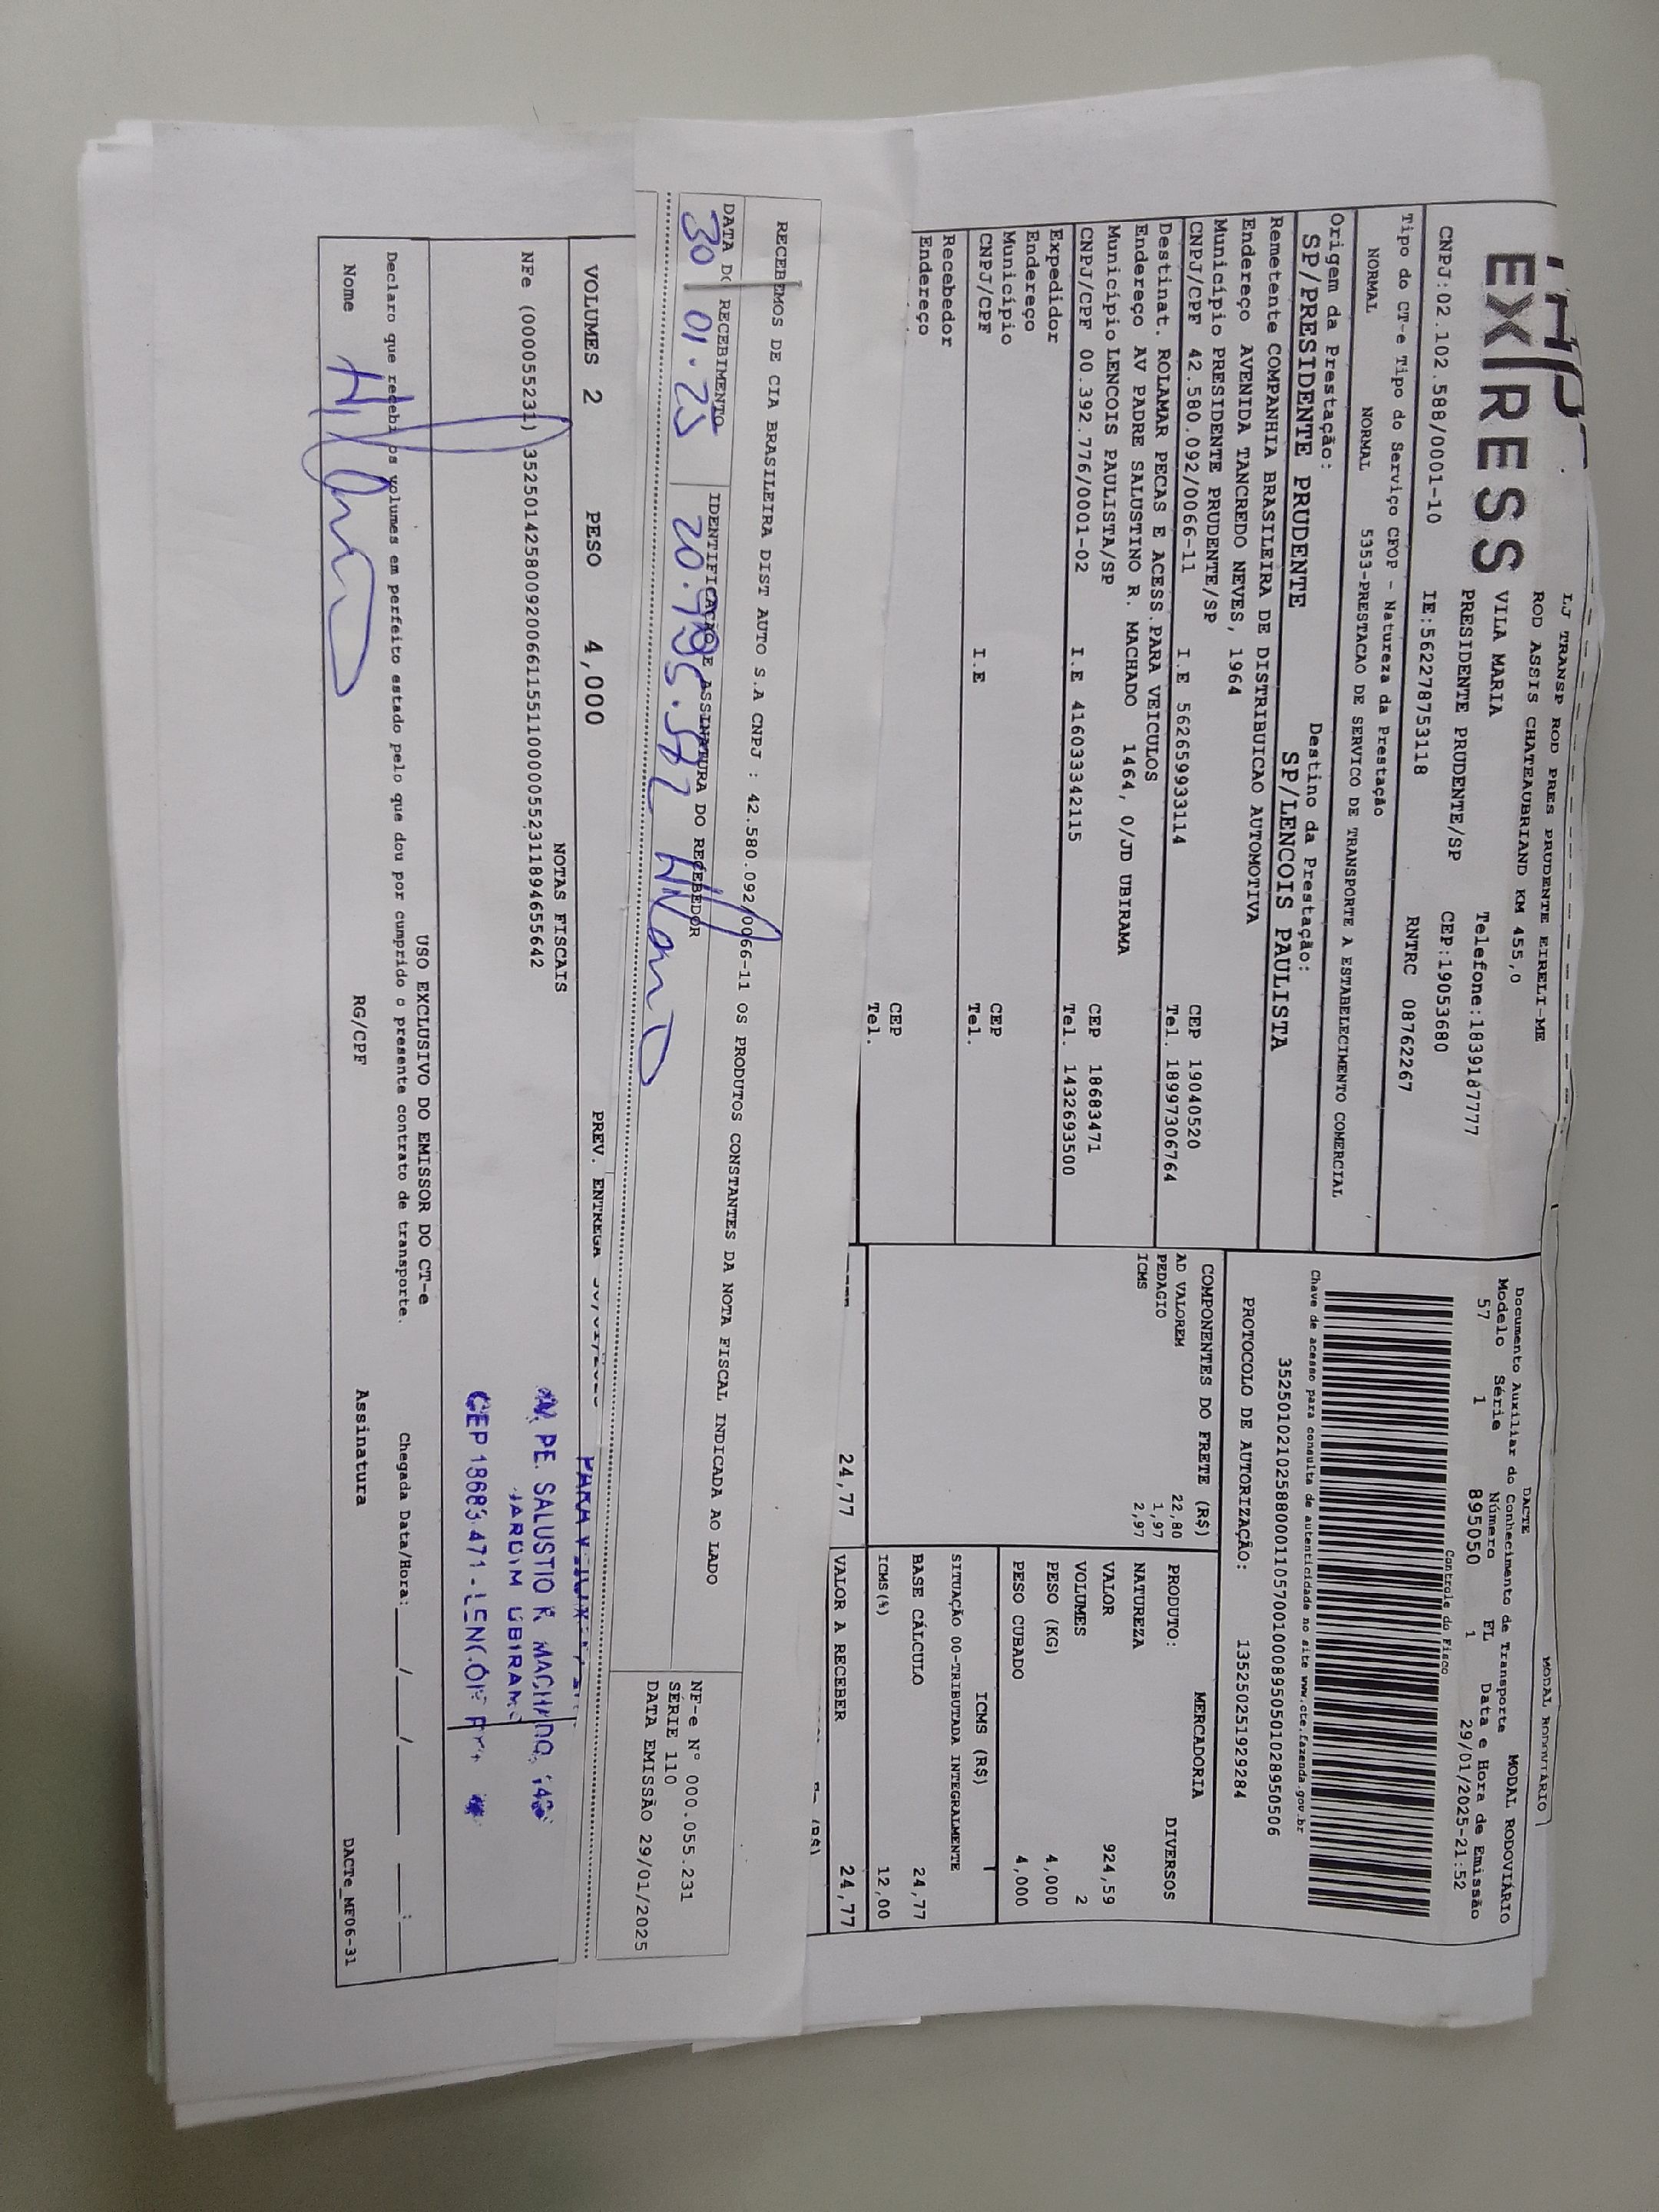 EXPRESS
LJ TRANSP ROD PRES PRUDENTE EIRELI-ME
ROD ASSIS CHATEAUBRIAND KM 455,0
VILA MARIA Telefone:1839187777
PRESIDENTE PRUDENTE/SP CEP:19053680
CNPJ:02.102.588/0001-10 IE:562278753118 RNTRC 08762267
Tipo do CT-e Tipo do Serviço CFOP - Natureza da Prestação
NORMAL NORMAL 5353-PRESTACAO DE SERVICO DE TRANSPORTE A ESTABELECIMENTO COMERCIAL
Origem da Prestação: Destino da Prestação:
SP/PRESIDENTE PRUDENTE SP/LENCOIS PAULISTA
Remetente COMPANHIA BRASILEIRA DE DISTRIBUICAO AUTOMOTIVA
Endereço AVENIDA TANCREDO NEVES, 1964
Município PRESIDENTE PRUDENTE/SP CEP 19040520
CNPJ/CPF 42.580.092/0066-11 I.E 562659933114 Tel. 18997306764
Destinat. ROLAMAR PECAS E ACESS.PARA VEICULOS
Endereço AV PADRE SALUSTINO R. MACHADO 1464, 0/JD UBIRAMA
Município LENCOIS PAULISTA/SP CEP 18683471
CNPJ/CPF 00.392.776/0001-02 I.E 416033342115 Tel. 1432693500
Expedidor
Endereço
Município CEP
CNPJ/CPF I.E Tel.
Recebedor
Endereço
CEP
Tel.
MODAL RODOVIÁRIO
DACTE MODAL RODOVIÁRIO
Documento Auxiliar do Conhecimento de Transporte
Modelo Série Número FL Data e Hora de Emissão
57 1 895050 1 29/01/2025-21:52
Controle do Fisco
Chave de acesso para consulta de autenticidade no site www.cte.fazenda.gov.br
35250102102588000110570010008950501028950506
PROTOCOLO DE AUTORIZAÇÃO: 135250251929284
COMPONENTES DO FRETE (R$)
AD VALOREM 22,80
PEDAGIO 1,97
ICMS 2,97
24,77
MERCADORIA
PRODUTO: DIVERSOS
NATUREZA
VALOR 924,59
VOLUMES 2
PESO (KG) 4,000
PESO CUBADO 4,000
ICMS (R$)
SITUAÇÃO 00-TRIBUTADA INTEGRALMENTE
BASE CÁLCULO 24,77
ICMS(%) 12,00
VALOR A RECEBER 24,77
(R$)
RECEBEMOS DE CIA BRASILEIRA DIST AUTO S.A CNPJ : 42.580.092/0066-11 OS PRODUTOS CONSTANTES DA NOTA FISCAL INDICADA AO LADO
DATA DO RECEBIMENTO IDENTIFICAÇÃO E ASSINATURA DO RECEBEDOR
30 01.25
NF-e N° 000.055.231
SÉRIE 110
DATA EMISSÃO 29/01/2025
VOLUMES 2 PESO 4,000 PREV. ENTREGA
NOTAS FISCAIS
NFe (000055231) 35250142580092006611551100000552311894655642
PE. SALUSTIO R. MACHADO,
JARDIM UBIRAMA
CEP 18683.471 -
USO EXCLUSIVO DO EMISSOR DO CT-e
Declaro que recebi os volumes em perfeito estado pelo que dou por cumprido o presente contrato de transporte. Chegada Data/Hora:___/___/_____ ___:___
Nome RG/CPF Assinatura
DACTe_MF06-31